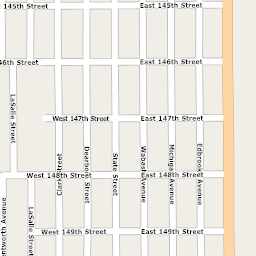 145th Street
East 145th Street
46th Street
East 146th Street
LaSalle Street
West 147th Street
East 147th Street
West 148th Street
East 148th Street
Clark Street
Dearborn Street
State Street
Wabash Avenue
Michigan Avenue
Edbrooke Avenue
LaSalle Street
entworth Avenue
West 149th Street
East 149th Street